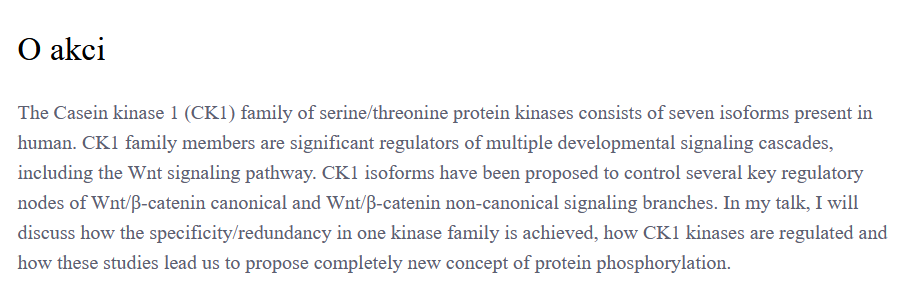 O akci
The Casein kinase 1 (CK1) family of serine/threonine protein kinases consists of seven isoforms present in
human. CK1 family members are significant regulators of multiple developmental signaling cascades,
including the Wnt signaling pathway. CK1 isoforms have been proposed to control several key regulatory
nodes of Wnt/β-catenin canonical and Wnt/β-catenin non-canonical signaling branches. In my talk, I will
discuss how the specificity/redundancy in one kinase family is achieved, how CK1 kinases are regulated and
how these studies lead us to propose completely new concept of protein phosphorylation.